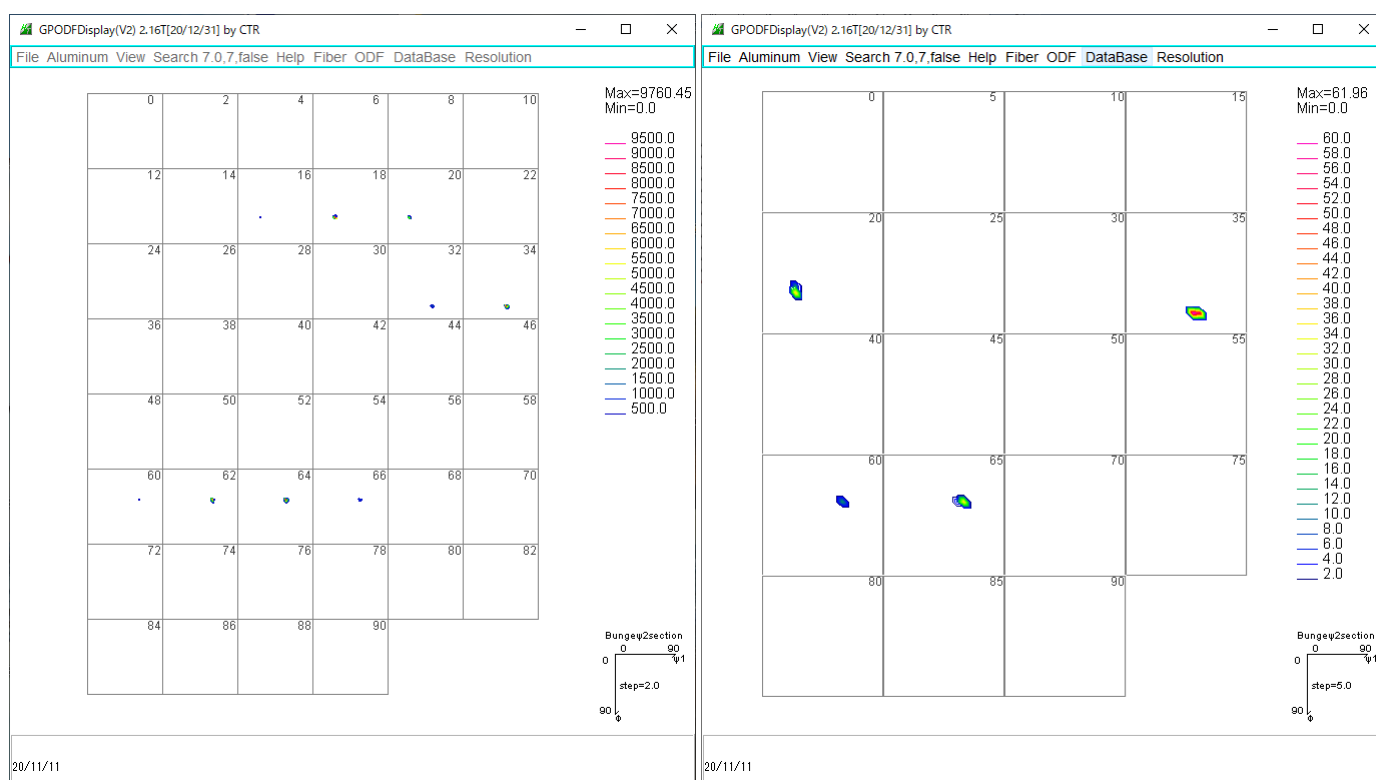 GPODFDisplay(V2) 2.16T[20/12/31] by CTR
File Aluminum View Search 7.0,7,false Help Fiber ODF DataBase Resolution
0 2 4 6 8 10
12 14 16 18 20 22
24 26 28 30 32 34
36 38 40 42 44 46
48 50 52 54 56 58
60 62 64 66 68 70
72 74 76 78 80 82
84 86 88 90
Max=9760.45
Min=0.0
9500.0
9000.0
8500.0
8000.0
7500.0
7000.0
6500.0
6000.0
5500.0
5000.0
4500.0
4000.0
3500.0
3000.0
2500.0
2000.0
1500.0
1000.0
500.0
Bungeψ2section
0 90
0 ψ1
step=2.0
90
Φ
20/11/11
GPODFDisplay(V2) 2.16T[20/12/31] by CTR
File Aluminum View Search 7.0,7,false Help Fiber ODF DataBase Resolution
0 5 10 15
20 25 30 35
40 45 50 55
60 65 70 75
80 85 90
Max=61.96
Min=0.0
60.0
58.0
56.0
54.0
52.0
50.0
48.0
46.0
44.0
42.0
40.0
38.0
36.0
34.0
32.0
30.0
28.0
26.0
24.0
22.0
20.0
18.0
16.0
14.0
12.0
10.0
8.0
6.0
4.0
2.0
Bungeψ2section
0 90
0 ψ1
step=5.0
90
Φ
20/11/11